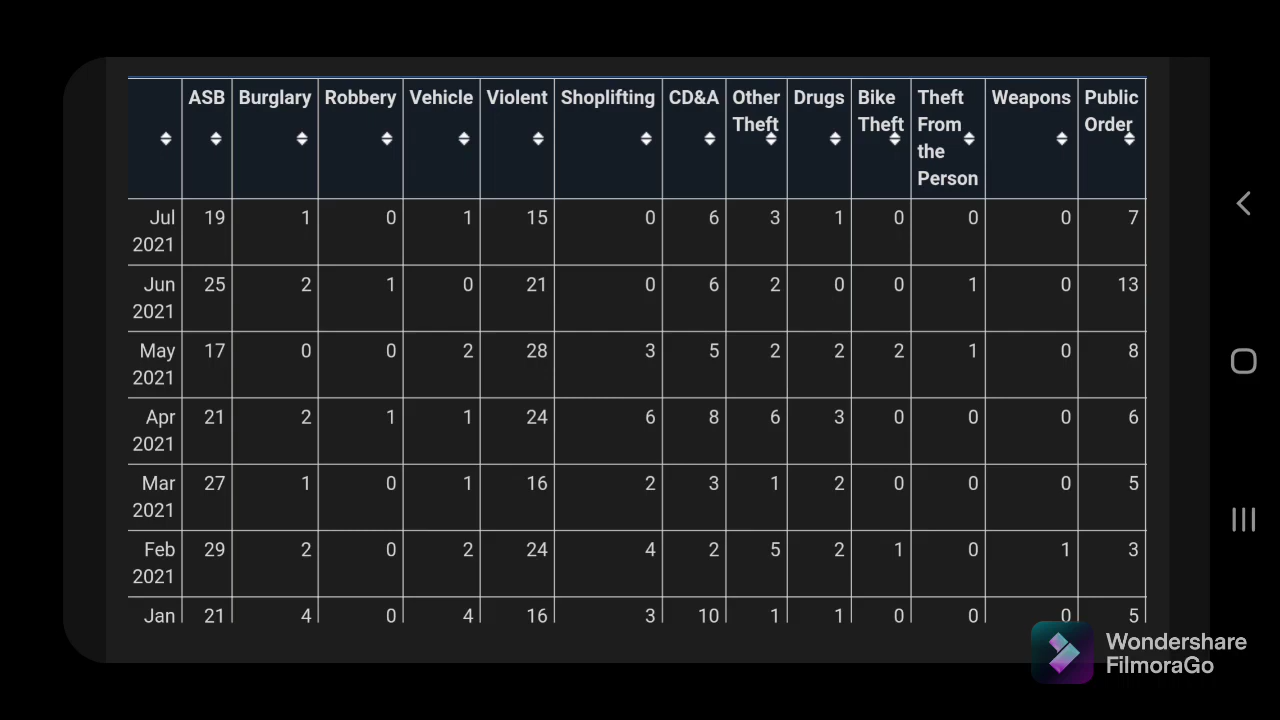 ASB Burglary Robbery Vehicle Violent Shoplifting CD&A Other Theft Drugs Bike Theft Theft From the Person Weapons Public Order
Jul 2021 19 1 0 1 15 0 6 3 1 0 0 0 7
Jun 2021 25 2 1 0 21 0 6 2 0 0 1 0 13
May 2021 17 0 0 2 28 3 5 2 2 2 1 0 8
Apr 2021 21 2 1 1 24 6 8 6 3 0 0 0 6
Mar 2021 27 1 0 1 16 2 3 1 2 0 0 0 5
Feb 2021 29 2 0 2 24 4 2 5 2 1 0 1 3
Jan 21 4 0 4 16 3 10 1 1 0 0 0 5
Wondershare
FilmoraGo